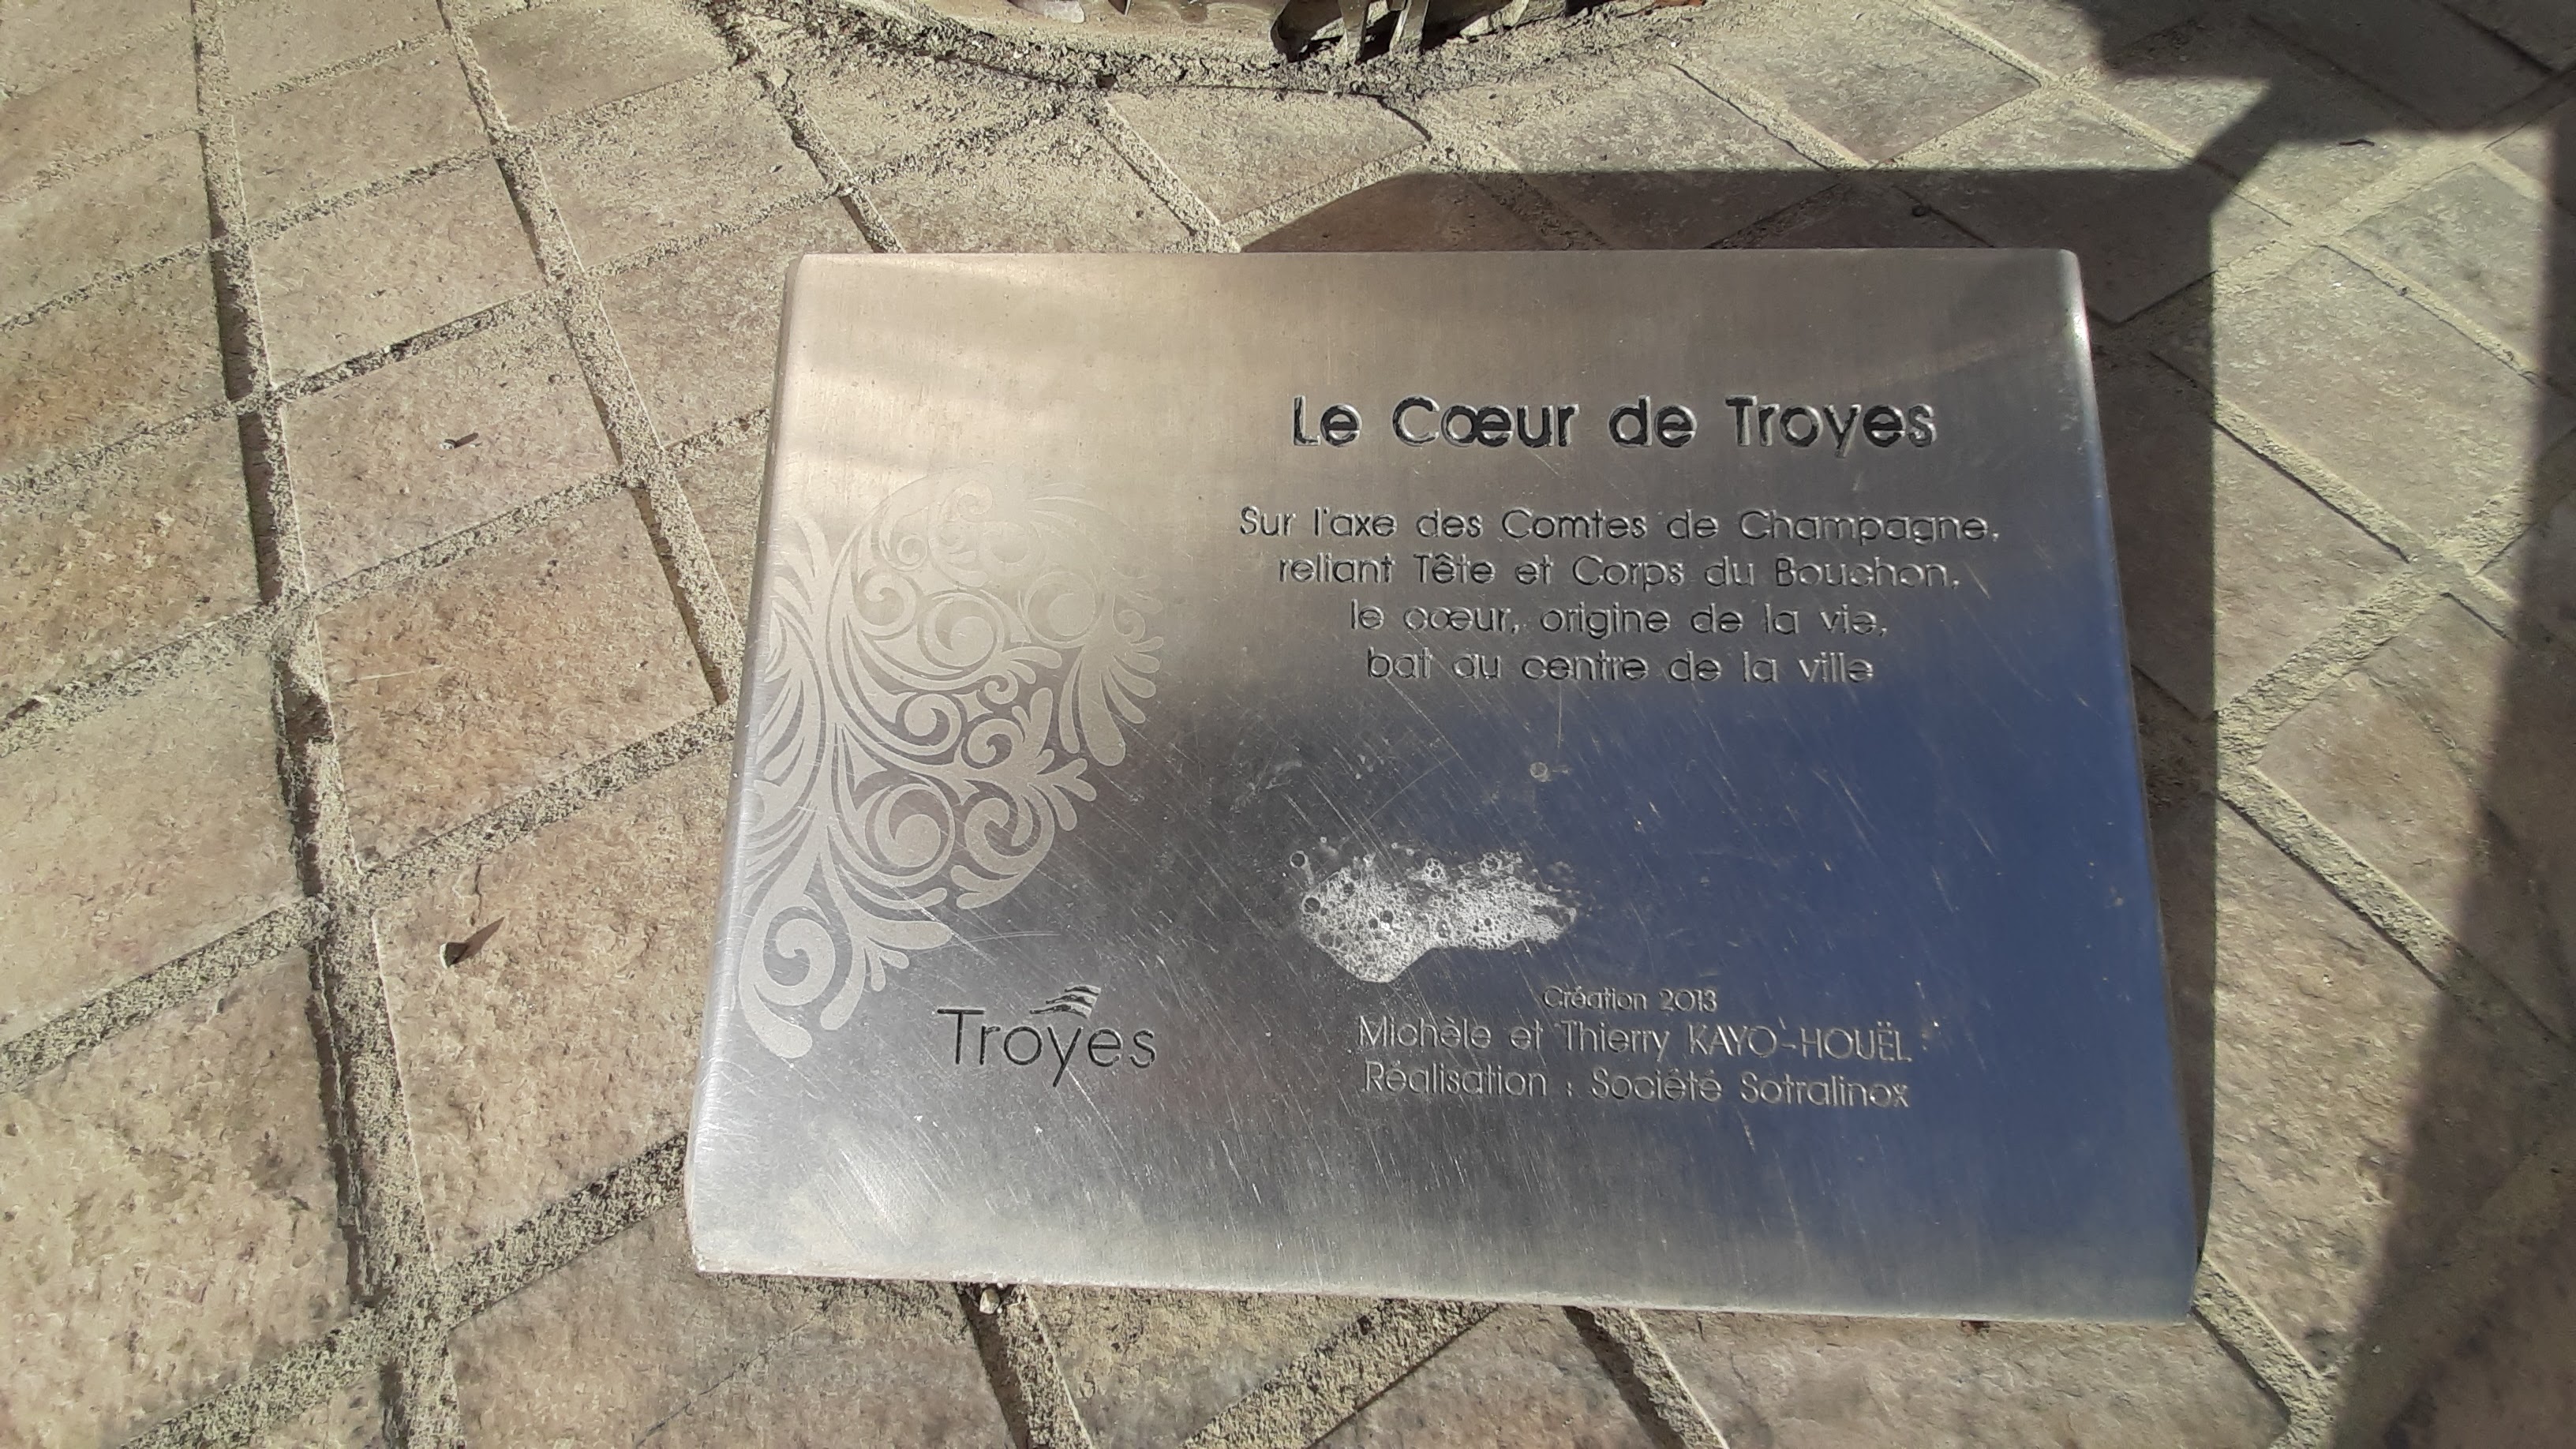 Le Cœur de Troyes
Sur l'axe des Comtes de Champagne,
reliant Tête et Corps du Bouchon,
le cœur, origine de la vie,
bat au centre de la ville
Troyes
Création 2013
Michèle et Thierry KAYO-HOUËL
Réalisation : Société Sotralinox